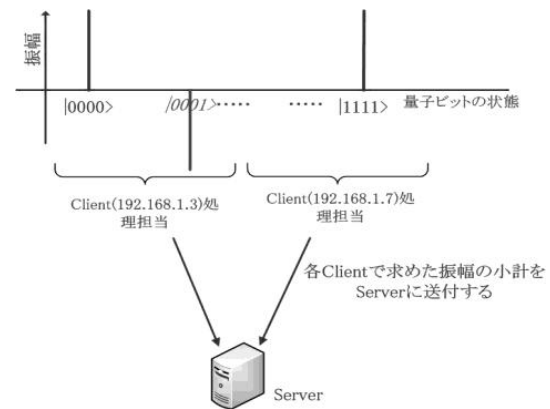 振幅
|0000>
|0001>・・・・・
・・・・・
|1111>
量子ビットの状態
Client(192.168.1.3)処
理担当
Client(192.168.1.7)処
理担当
各Clientで求めた振幅の小計を
Serverに送付する
Server